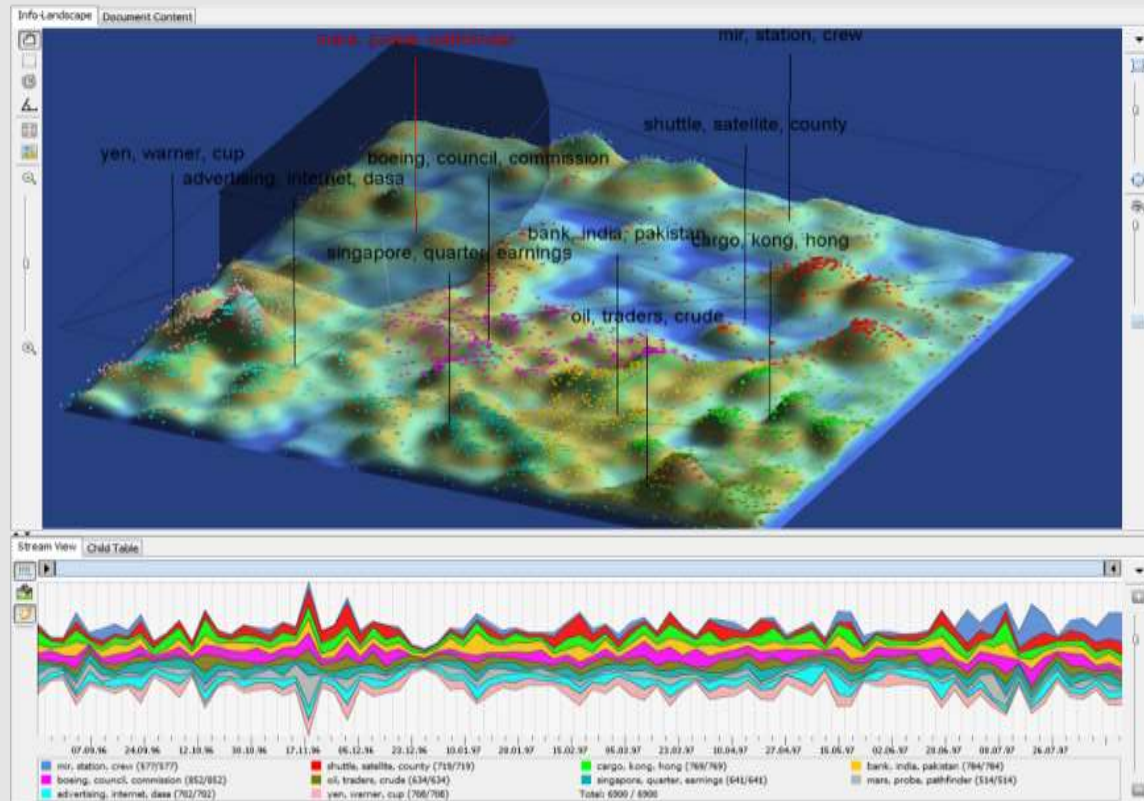 Info-Landscape Document Content
mars, probe, pathfinder
mir, station, crew
shuttle, satellite, county
yen, warner, cup
boeing, council, commission
advertising, internet, dasa
bank, india, pakistan
cargo, kong, hong
singapore, quarter, earnings
oil, traders, crude
Stream View Child Table
07.09.96 24.09.96 12.10.96 30.10.96 17.11.96 05.12.96 22.12.96 10.01.97 28.01.97 15.02.97 05.03.97 23.02.97 10.04.97 27.04.97 15.05.97 02.06.97 20.06.97 08.07.97 26.07.97
mir, station, crew (577/577) shuttle, satellite, county (719/719) cargo, kong, hong (769/769) bank, india, pakistan (784/784)
boeing, council, commission (852/852) oil, traders, crude (634/634) singapore, quarter, earnings (641/641) mars, probe, pathfinder (514/514)
advertising, internet, dasa (702/702) yen, warner, cup (708/708) Total: 6900 / 6900